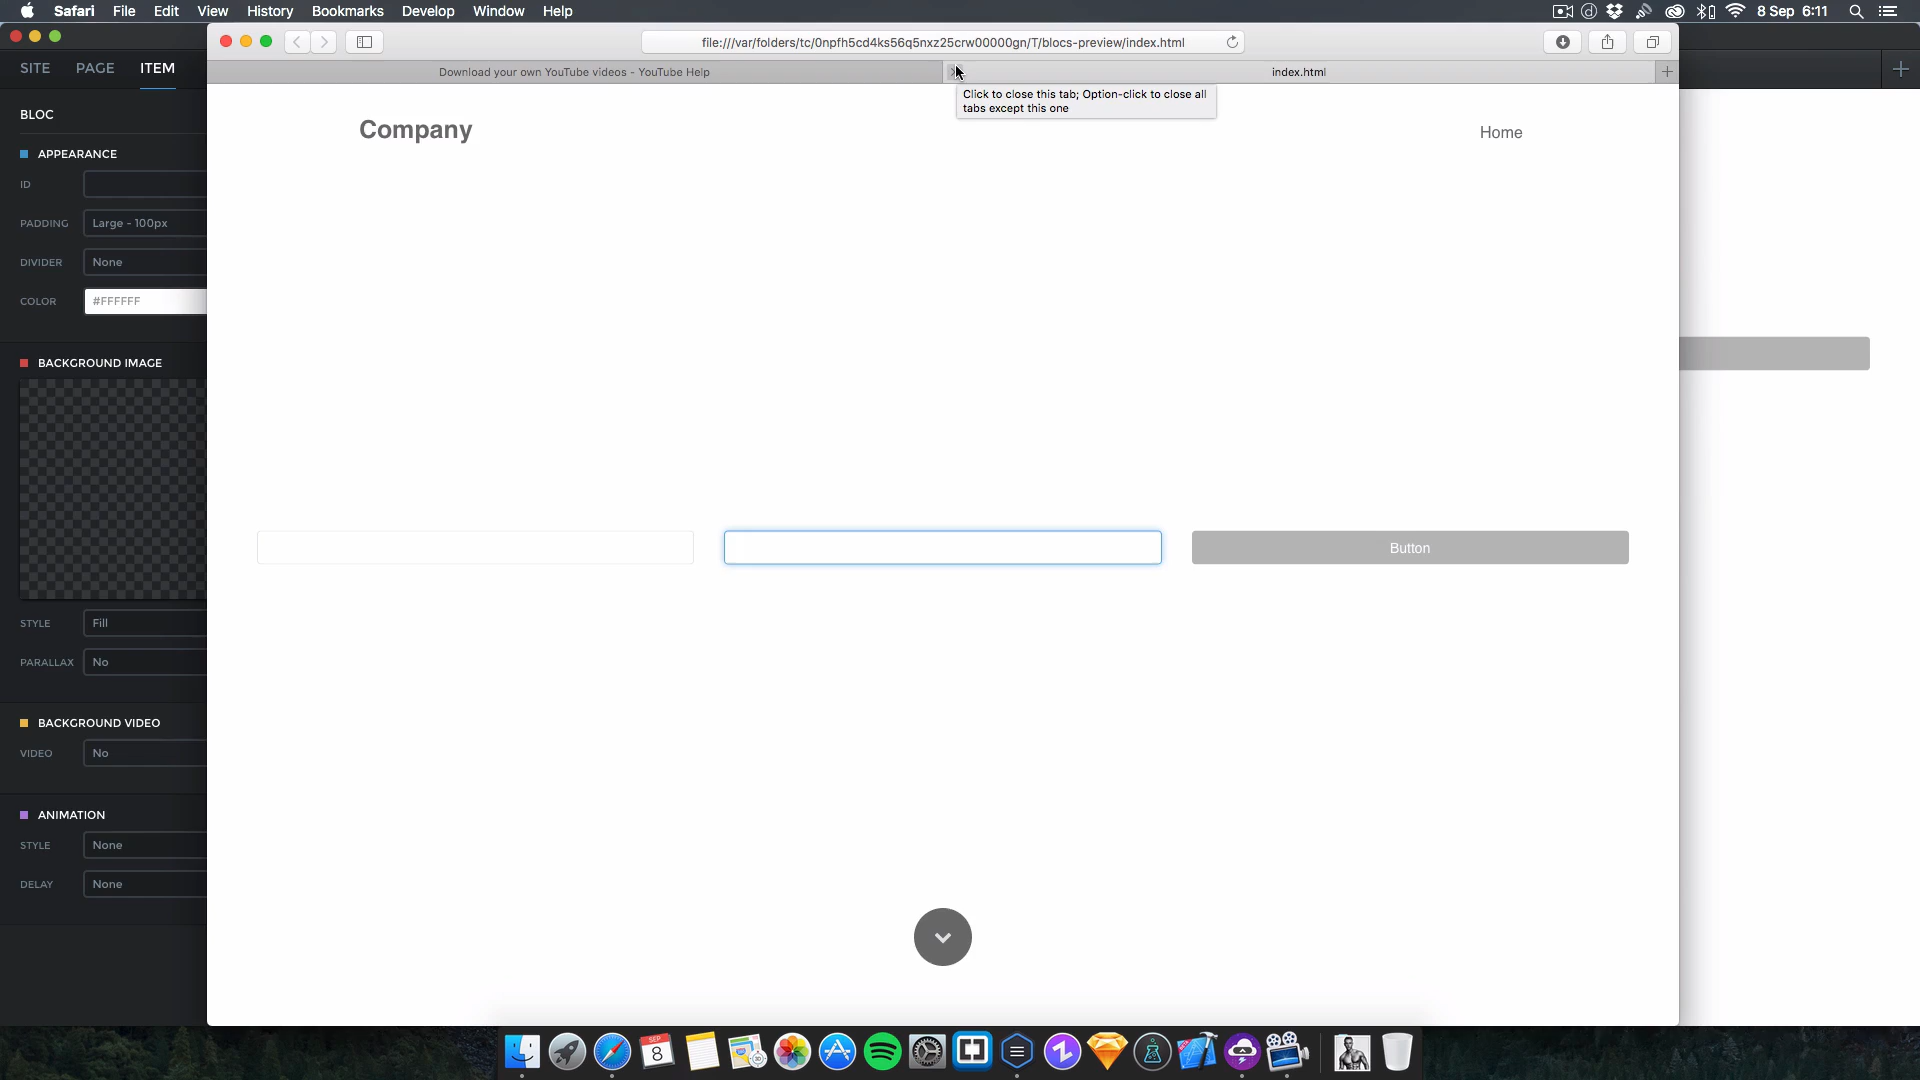 Safari File Edit View History Bookmarks Develop Window Help
8 Sep 6:11
file:///var/folders/tc/0npfh5cd4ks56q5nxz25crw00000gn/T/blocs-preview/index.html
Download your own YouTube videos - YouTube Help
index.html
Click to close this tab; Option-click to close all
tabs except this one
SITE PAGE ITEM
BLOC
APPEARANCE
ID
PADDING Large - 100px
DIVIDER None
COLOR #FFFFFF
BACKGROUND IMAGE
STYLE Fill
PARALLAX No
BACKGROUND VIDEO
VIDEO No
ANIMATION
STYLE None
DELAY None
Company
Home
Button
SEP
8